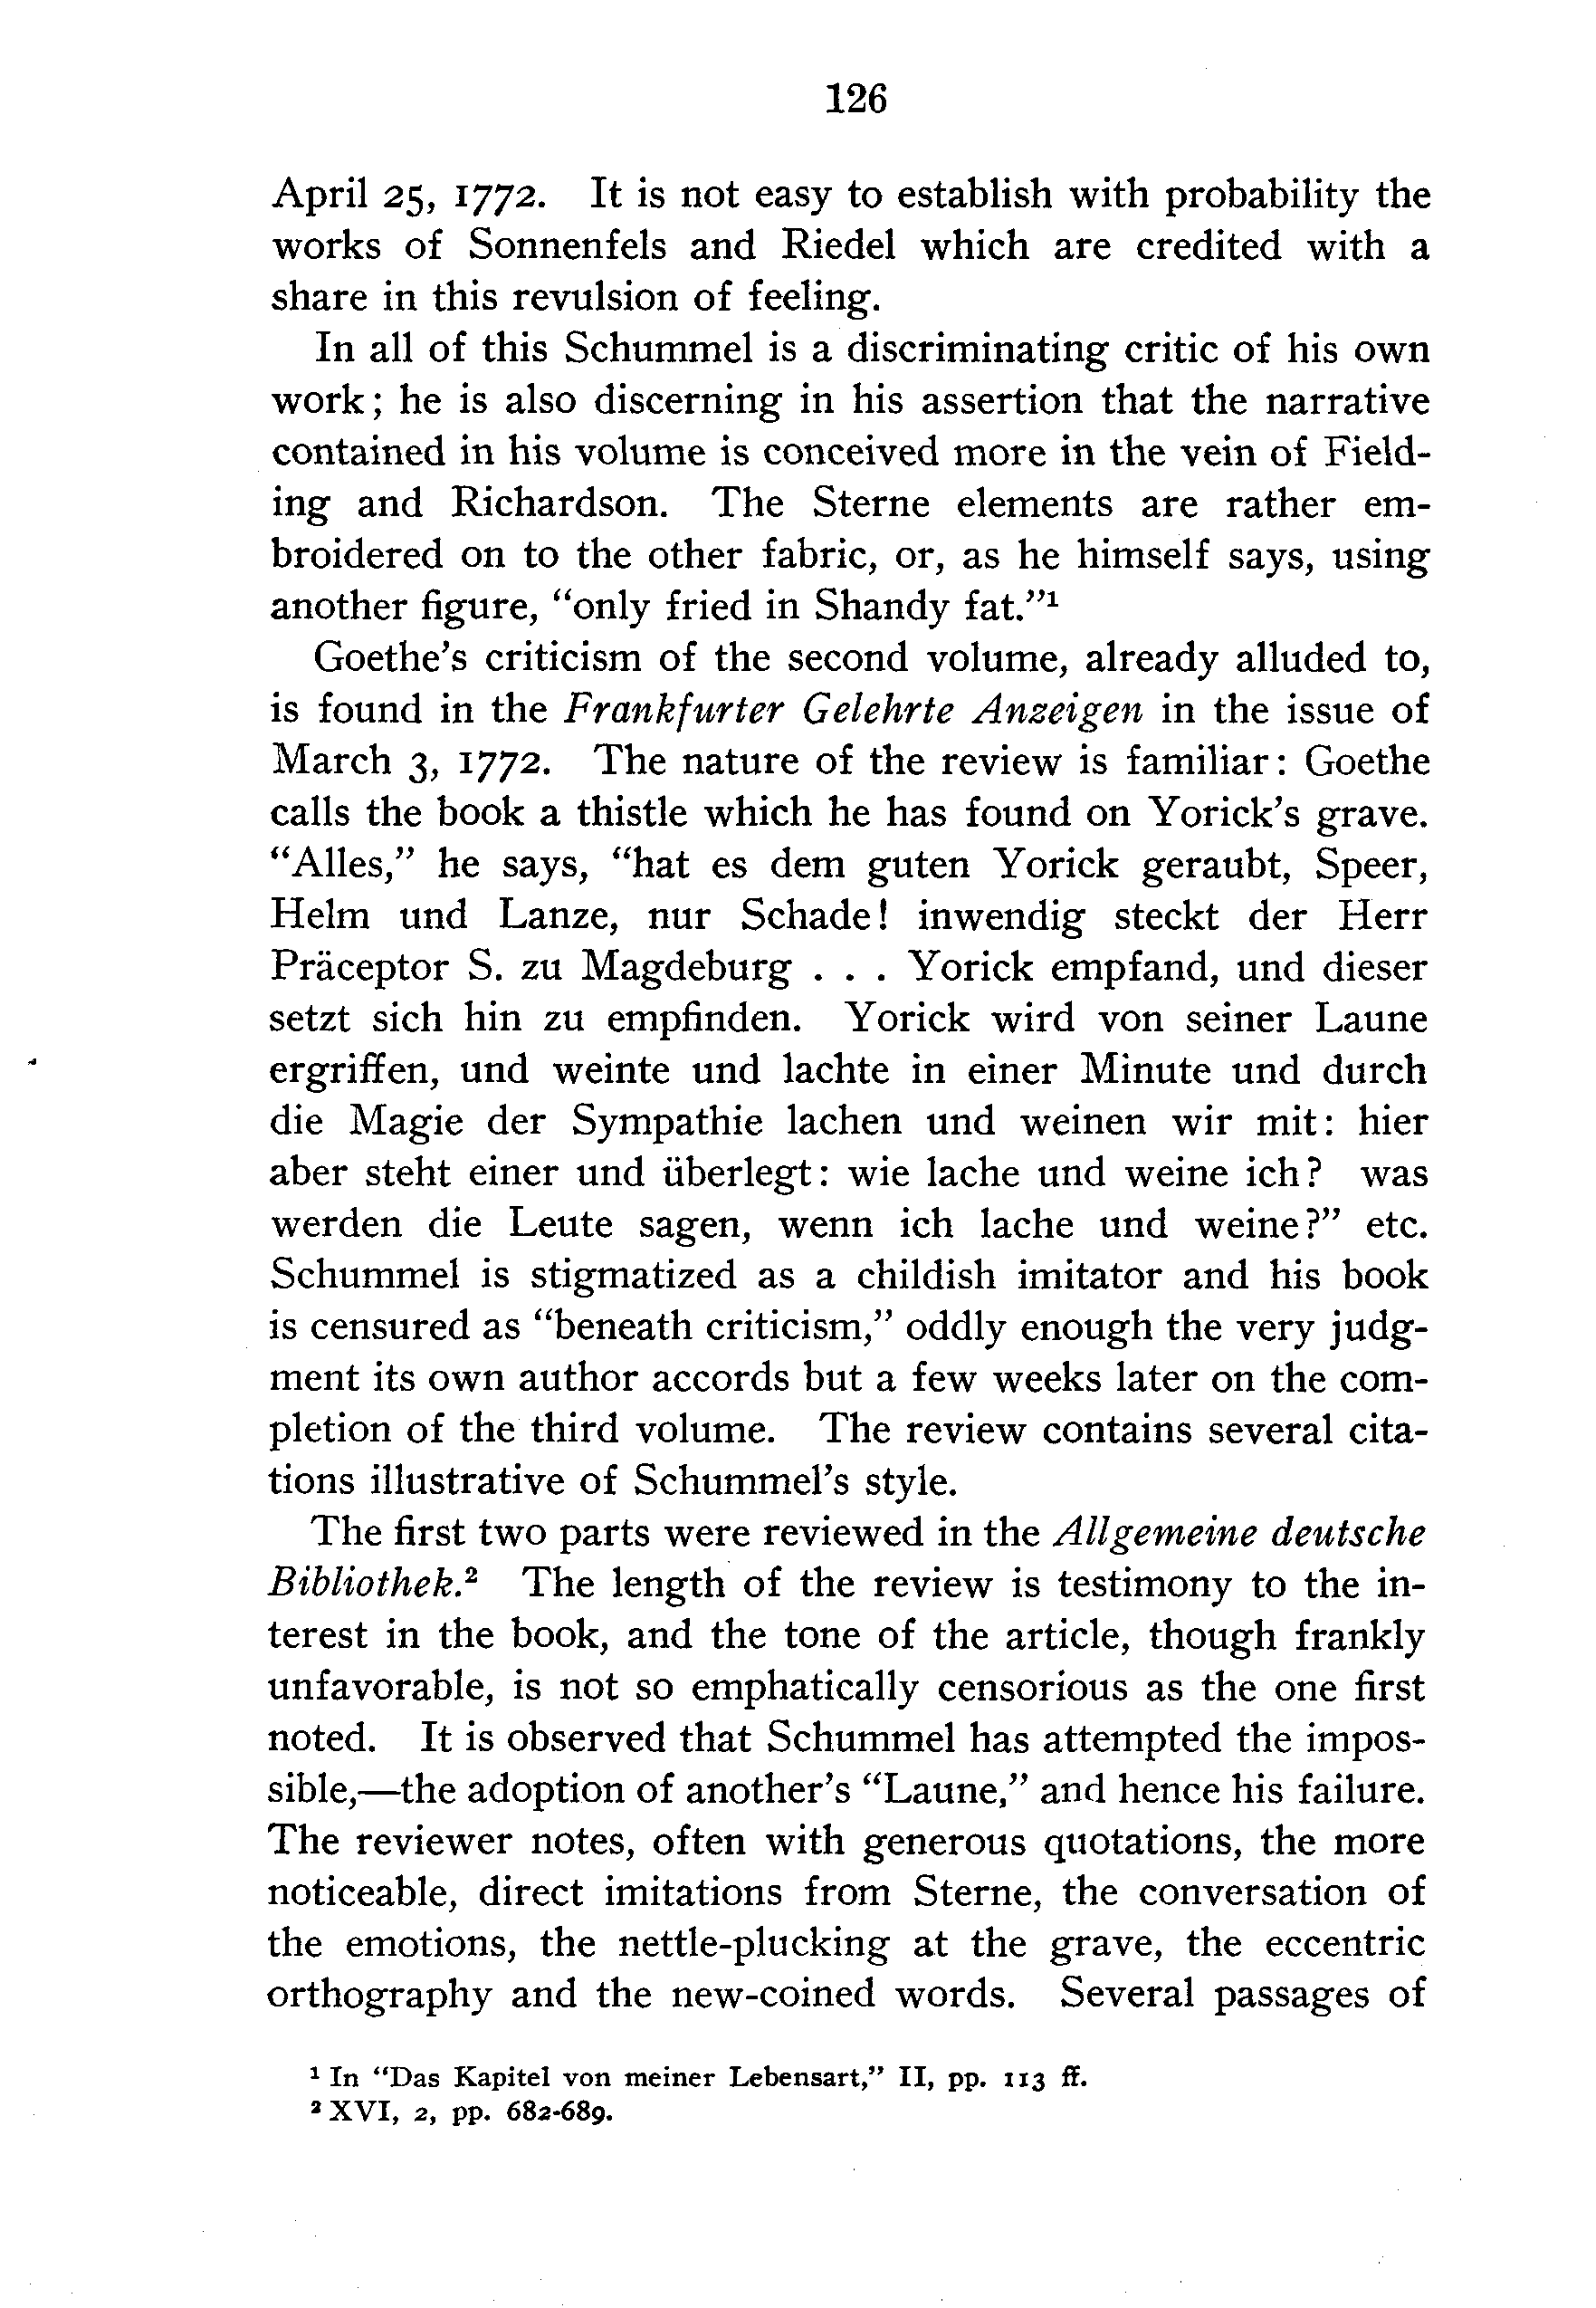 126
April 25, 1772. It is not easy to establish with probability the
works of Sonnenfels and Riedel which are credited with a
share in this revulsion of feeling.
In all of this Schummel is a discriminating critic of his own
work; he is also discerning in his assertion that the narrative
contained in his volume is conceived more in the vein of Field-
ing and Richardson. The Sterne elements are rather em-
broidered on to the other fabric, or, as he himself says, using
another figure, “only fried in Shandy fat.”¹
Goethe's criticism of the second volume, already alluded to,
is found in the Frankfurter Gelehrte Anzeigen in the issue of
March 3, 1772. The nature of the review is familiar: Goethe
calls the book a thistle which he has found on Yorick's grave.
“Alles,” he says, “hat es dem guten Yorick geraubt, Speer,
Helm und Lanze, nur Schade! inwendig steckt der Herr
Präceptor S. zu Magdeburg . . . Yorick empfand, und dieser
setzt sich hin zu empfinden. Yorick wird von seiner Laune
ergriffen, und weinte und lachte in einer Minute und durch
die Magie der Sympathie lachen und weinen wir mit: hier
aber steht einer und überlegt: wie lache und weine ich? was
werden die Leute sagen, wenn ich lache und weine?” etc.
Schummel is stigmatized as a childish imitator and his book
is censured as “beneath criticism,” oddly enough the very judg-
ment its own author accords but a few weeks later on the com-
pletion of the third volume. The review contains several cita-
tions illustrative of Schummel's style.
The first two parts were reviewed in the Allgemeine deutsche
Bibliothek.² The length of the review is testimony to the in-
terest in the book, and the tone of the article, though frankly
unfavorable, is not so emphatically censorious as the one first
noted. It is observed that Schummel has attempted the impos-
sible,—the adoption of another's “Laune,” and hence his failure.
The reviewer notes, often with generous quotations, the more
noticeable, direct imitations from Sterne, the conversation of
the emotions, the nettle-plucking at the grave, the eccentric
orthography and the new-coined words. Several passages of
¹ In “Das Kapitel von meiner Lebensart,” II, pp. 113 ff.
² XVI, 2, pp. 682-689.